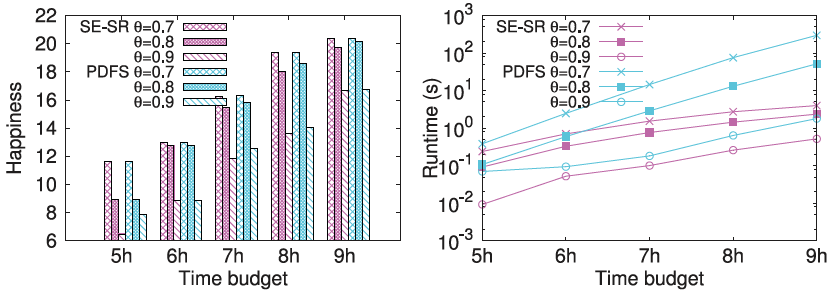 22
20
18
16
14
12
10
8
6
Happiness
SE-SR θ=0.7
θ=0.8
θ=0.9
PDFS θ=0.7
θ=0.8
θ=0.9
5h 6h 7h 8h 9h
Time budget
10³
10²
10¹
10⁰
10⁻¹
10⁻²
10⁻³
Runtime (s)
SE-SR θ=0.7
θ=0.8
θ=0.9
PDFS θ=0.7
θ=0.8
θ=0.9
5h 6h 7h 8h 9h
Time budget